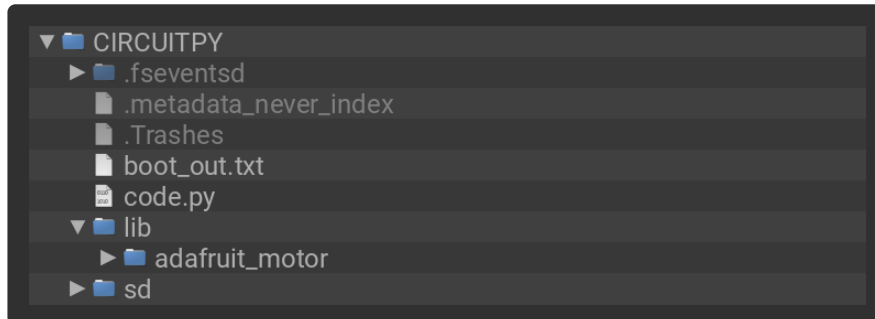 CIRCUITPY
.fseventsd
.metadata_never_index
.Trashes
boot_out.txt
code.py
lib
adafruit_motor
sd